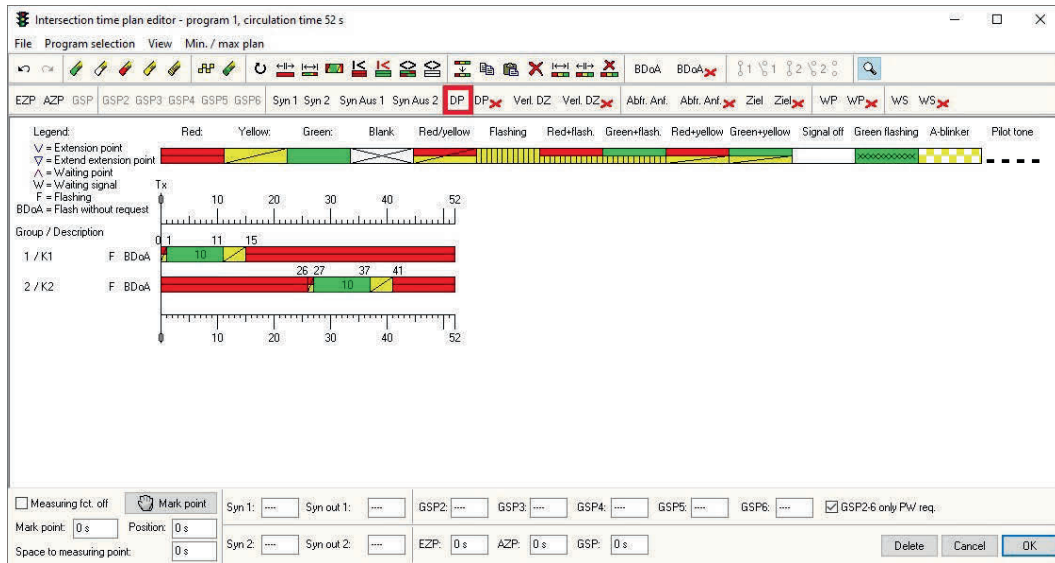 Intersection time plan editor - program 1, circulation time 52 s
File Program selection View Min. / max plan
BDoA BDoA 1 1 2 2
EZP AZP GSP GSP2 GSP3 GSP4 GSP5 GSP6 Syn 1 Syn 2 Syn Aus 1 Syn Aus 2 DP DP Verl. DZ Verl. DZ Abfr. Anf. Abfr. Anf. Ziel Ziel WP WP WS WS
Legend: Red: Yellow: Green: Blank Red/yellow Flashing Red+flash. Green+flash. Red+yellow Green+yellow Signal off Green flashing A-blinker Pilot tone
V = Extension point
∇ = Extend extension point
Λ = Waiting point
W = Waiting signal
F = Flashing
BDoA = Flash without request
Tx
0 10 20 30 40 52
Group / Description
0 1 11 15
1 / K1 F BDoA 10
26 27 37 41
2 / K2 F BDoA 10
0 10 20 30 40 52
Measuring fct. off Mark point Syn 1: ---- Syn out 1: ---- GSP2: ---- GSP3: ---- GSP4: ---- GSP5: ---- GSP6: ---- GSP2-6 only PW req.
Mark point: 0 s Position: 0 s
Space to measuring point: 0 s Syn 2: ---- Syn out 2: ---- EZP: 0 s AZP: 0 s GSP: 0 s Delete Cancel OK